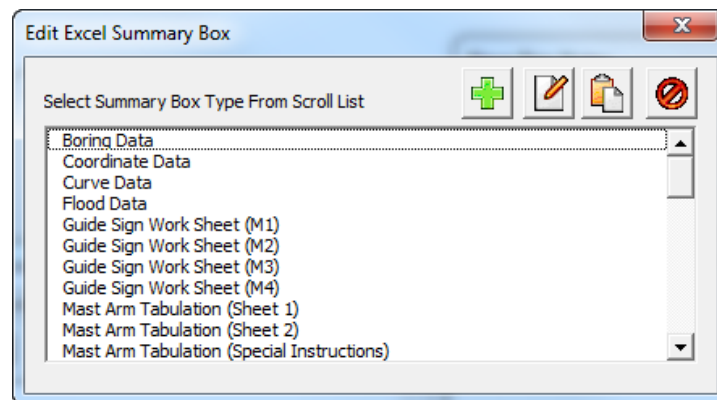 Edit Excel Summary Box
Select Summary Box Type From Scroll List
Boring Data
Coordinate Data
Curve Data
Flood Data
Guide Sign Work Sheet (M1)
Guide Sign Work Sheet (M2)
Guide Sign Work Sheet (M3)
Guide Sign Work Sheet (M4)
Mast Arm Tabulation (Sheet 1)
Mast Arm Tabulation (Sheet 2)
Mast Arm Tabulation (Special Instructions)